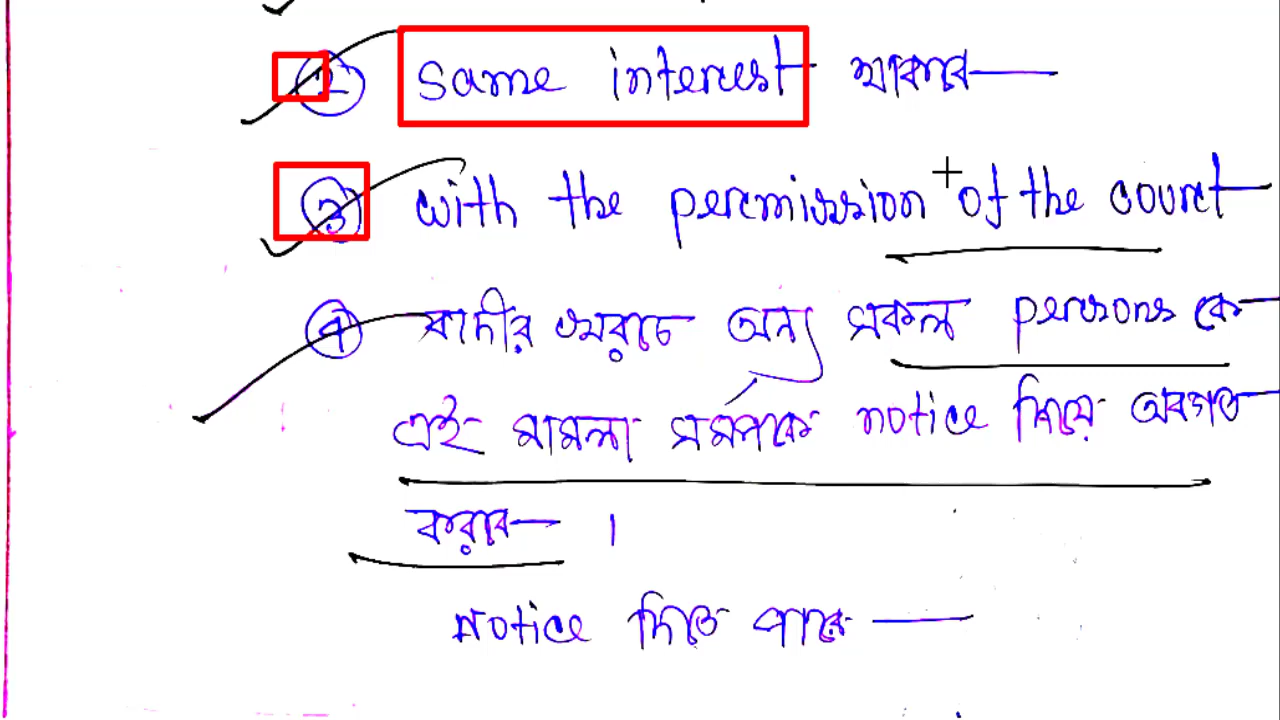 ② Same interest থাকবে—
③ with the permission of the court—
④ বাদীর খরচে অন্য সকল persons কে—
এই মামলা সম্পর্কে notice দিয়ে অবগত—
করাবে— ।
Notice দিতে পারে —